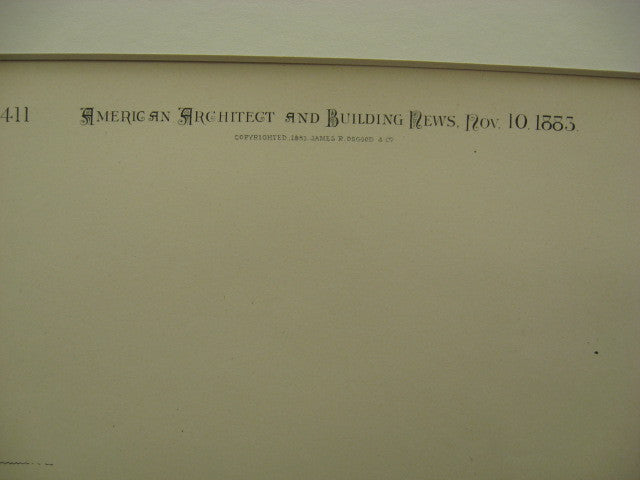 411 American Architect and Building News, Nov. 10, 1883.
Copyrighted, 1883, James R. Osgood & Co